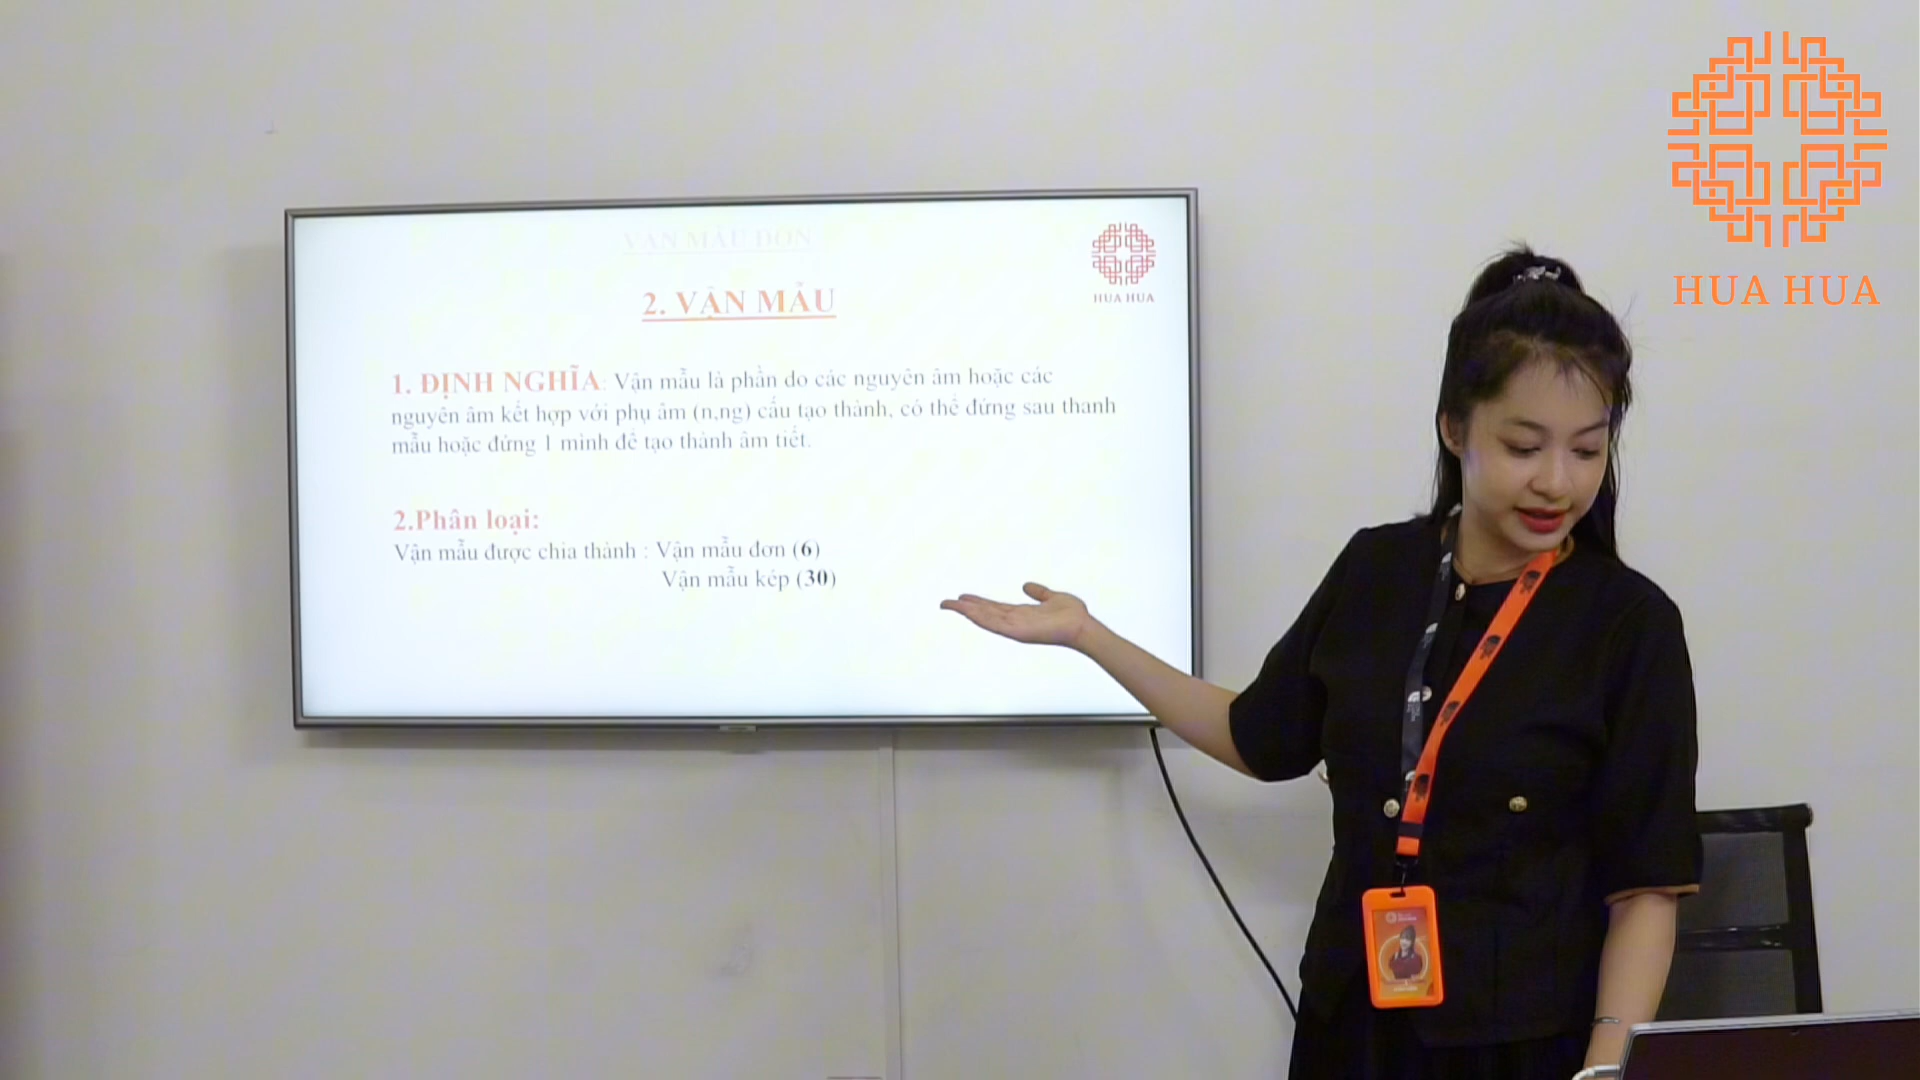 HUA HUA
VẬN MẪU ĐƠN
HUA HUA
2. VẬN MẪU
1. ĐỊNH NGHĨA: Vận mẫu là phần do các nguyên âm hoặc các
nguyên âm kết hợp với phụ âm (n,ng) cấu tạo thành, có thể đứng sau thanh
mẫu hoặc đứng 1 mình để tạo thành âm tiết.
2.Phân loại:
Vận mẫu được chia thành : Vận mẫu đơn (6)
Vận mẫu kép (30)